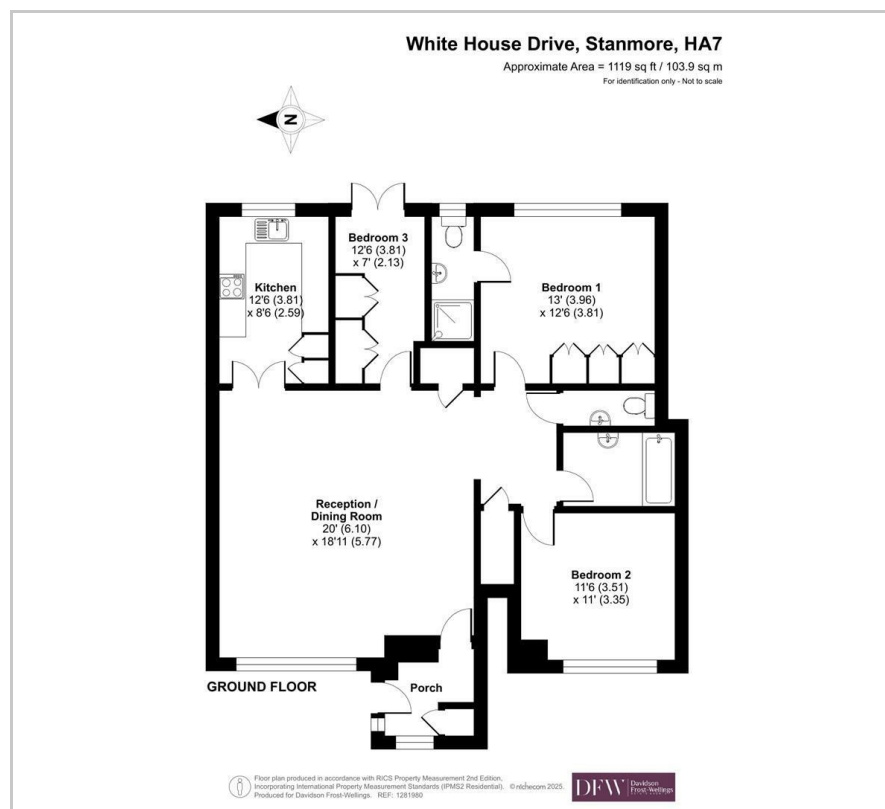 White House Drive, Stanmore, HA7
Approximate Area = 1119 sq ft / 103.9 sq m
For identification only - Not to scale
N
Bedroom 3
12'6 (3.81)
x 7' (2.13)
Kitchen
12'6 (3.81)
x 8'6 (2.59)
Bedroom 1
13' (3.96)
x 12'6 (3.81)
Reception /
Dining Room
20' (6.10)
x 18'11 (5.77)
Bedroom 2
11'6 (3.51)
x 11' (3.35)
GROUND FLOOR
Porch
Floor plan produced in accordance with RICS Property Measurement 2nd Edition,
Incorporating International Property Measurement Standards (IPMS2 Residential). © nichecom 2025.
Produced for Davidson Frost-Wellings. REF: 1281980
DFW Davidson
Frost-Wellings